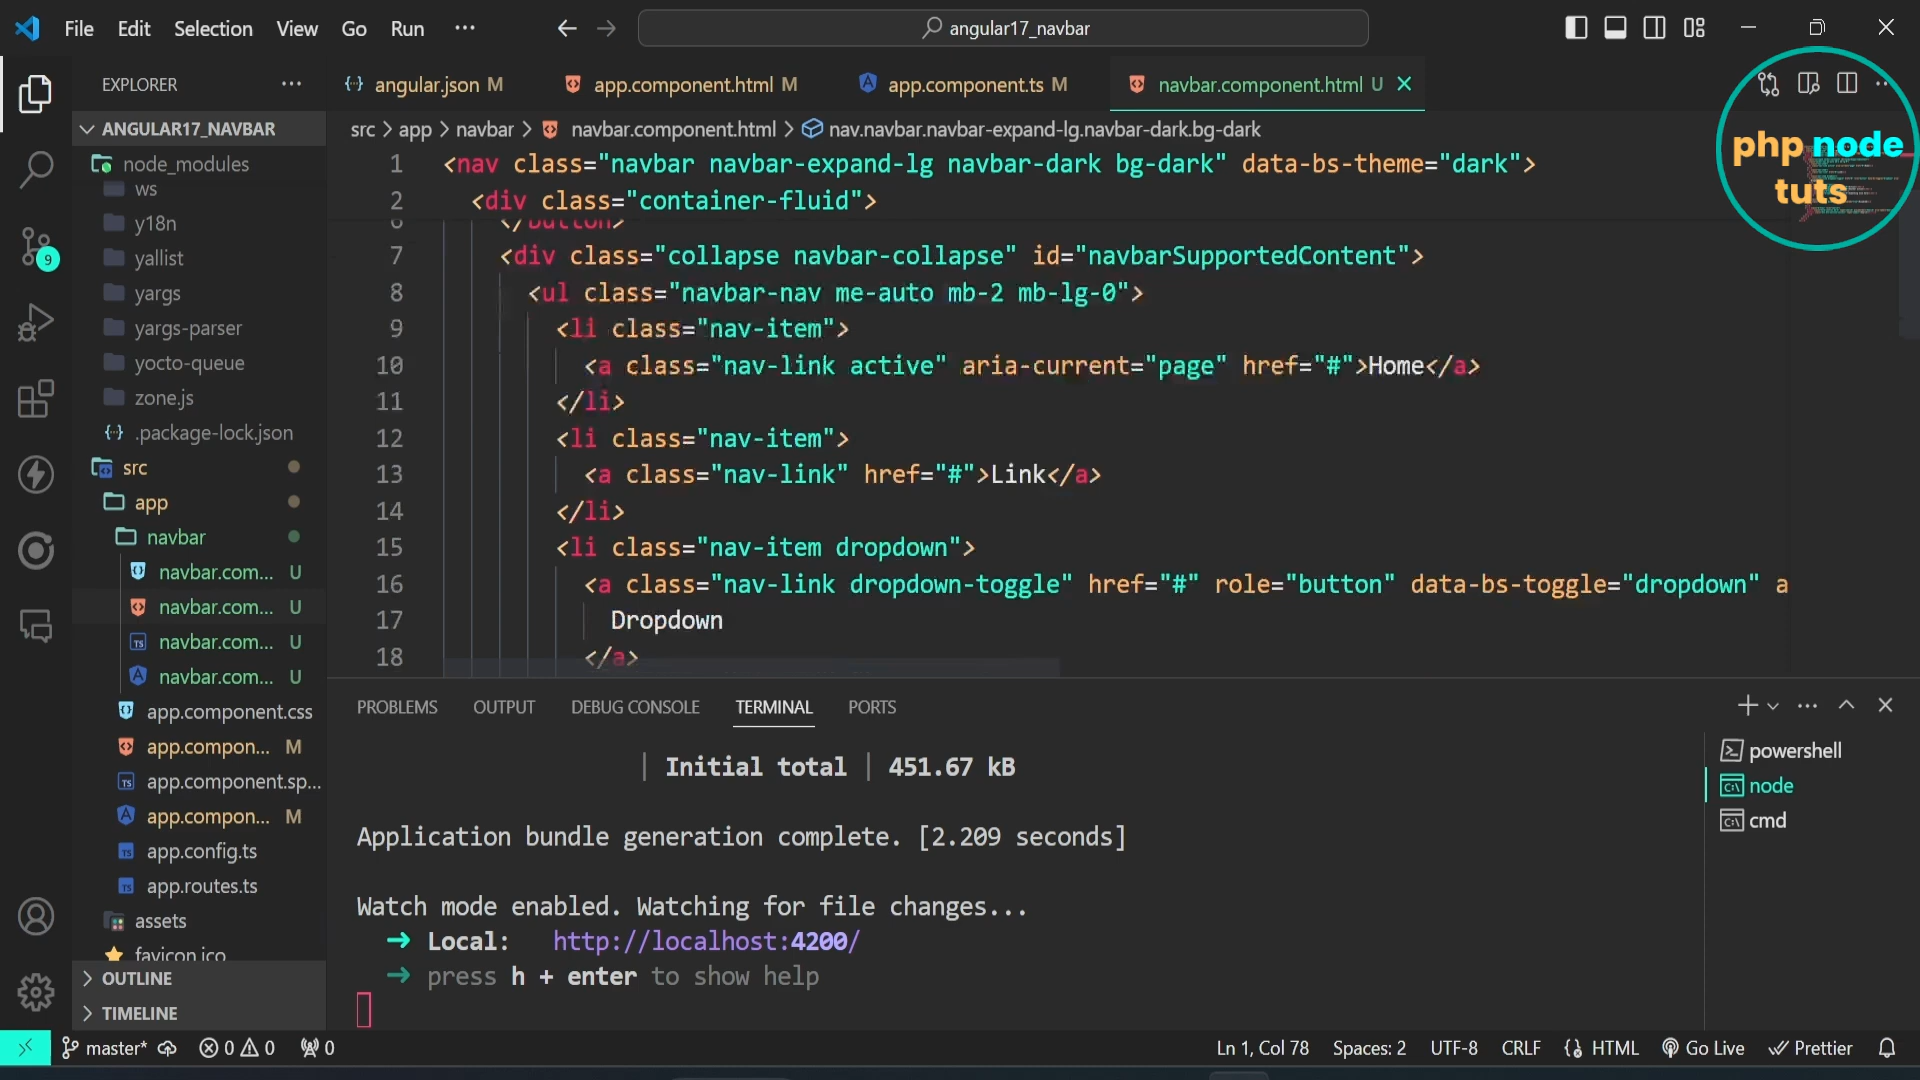 File Edit Selection View Go Run ···
angular17_navbar
EXPLORER ···
angular.json M
app.component.html M
app.component.ts M
navbar.component.html U
php node
tuts
ANGULAR17_NAVBAR
src > app > navbar > navbar.component.html > nav.navbar.navbar-expand-lg.navbar-dark.bg-dark
node_modules
ws
y18n
yallist
yargs
yargs-parser
yocto-queue
zone.js
.package-lock.json
src
app
navbar
navbar.com... U
navbar.com... U
navbar.com... U
navbar.com... U
app.component.css
app.compon... M
app.component.sp...
app.compon... M
app.config.ts
app.routes.ts
assets
favicon.ico
OUTLINE
TIMELINE
1 <nav class="navbar navbar-expand-lg navbar-dark bg-dark" data-bs-theme="dark">
2 <div class="container-fluid">
6 </button>
7 <div class="collapse navbar-collapse" id="navbarSupportedContent">
8 <ul class="navbar-nav me-auto mb-2 mb-lg-0">
9 <li class="nav-item">
10 <a class="nav-link active" aria-current="page" href="#">Home</a>
11 </li>
12 <li class="nav-item">
13 <a class="nav-link" href="#">Link</a>
14 </li>
15 <li class="nav-item dropdown">
16 <a class="nav-link dropdown-toggle" href="#" role="button" data-bs-toggle="dropdown" a
17 Dropdown
18 </a>
PROBLEMS OUTPUT DEBUG CONSOLE TERMINAL PORTS
| Initial total | 451.67 kB
Application bundle generation complete. [2.209 seconds]
Watch mode enabled. Watching for file changes...
➜ Local: http://localhost:4200/
➜ press h + enter to show help
powershell
node
cmd
9
master* 0 0 0
Ln 1, Col 78 Spaces: 2 UTF-8 CRLF HTML Go Live Prettier